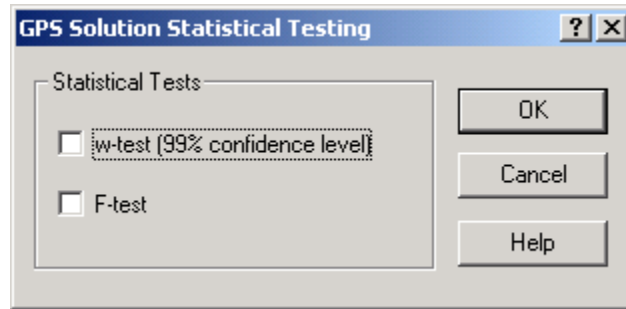 GPS Solution Statistical Testing
Statistical Tests
w-test (99% confidence level)
F-test
OK
Cancel
Help